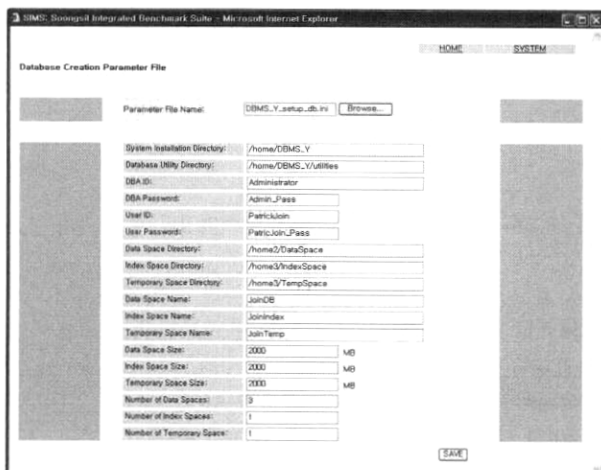 SIMS: Soongsil Integrated Benchmark Suite - Microsoft Internet Explorer
HOME SYSTEM
Database Creation Parameter File
Parameter File Name: DBMS_Y_setup_db.ini Browse...
System Installation Directory: /home/DBMS_Y
Database Utility Directory: /home/DBMS_Y/utilities
DBA ID: Administrator
DBA Password: Admin_Pass
User ID: PatricJoin
User Password: PatricJoin_Pass
Data Space Directory: /home2/DataSpace
Index Space Directory: /home3/IndexSpace
Temporary Space Directory: /home3/TempSpace
Data Space Name: JoinDB
Index Space Name: JoinIndex
Temporary Space Name: JoinTemp
Data Space Size: 2000 MB
Index Space Size: 2000 MB
Temporary Space Size: 2000 MB
Number of Data Spaces: 3
Number of Index Spaces: 1
Number of Temporary Space: 1
SAVE